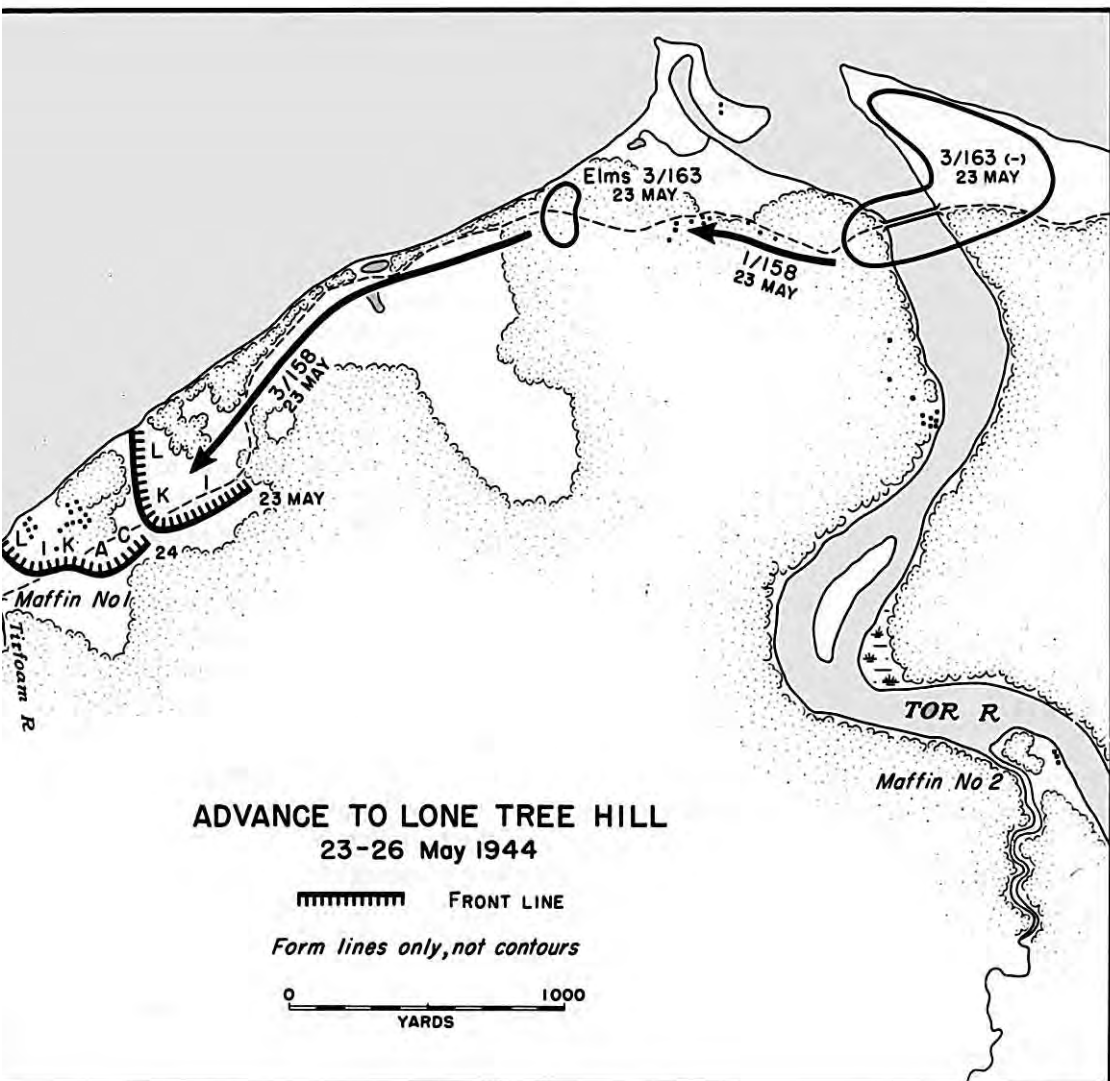 3/163 (-)
23 MAY
Elms 3/163
23 MAY
1/158
23 MAY
3/158
23 MAY
L
K I
23 MAY
L I K A C
24
Maffin No1
Tirfoam R
TOR R
Maffin No 2
ADVANCE TO LONE TREE HILL
23-26 May 1944
FRONT LINE
Form lines only, not contours
0 1000
YARDS